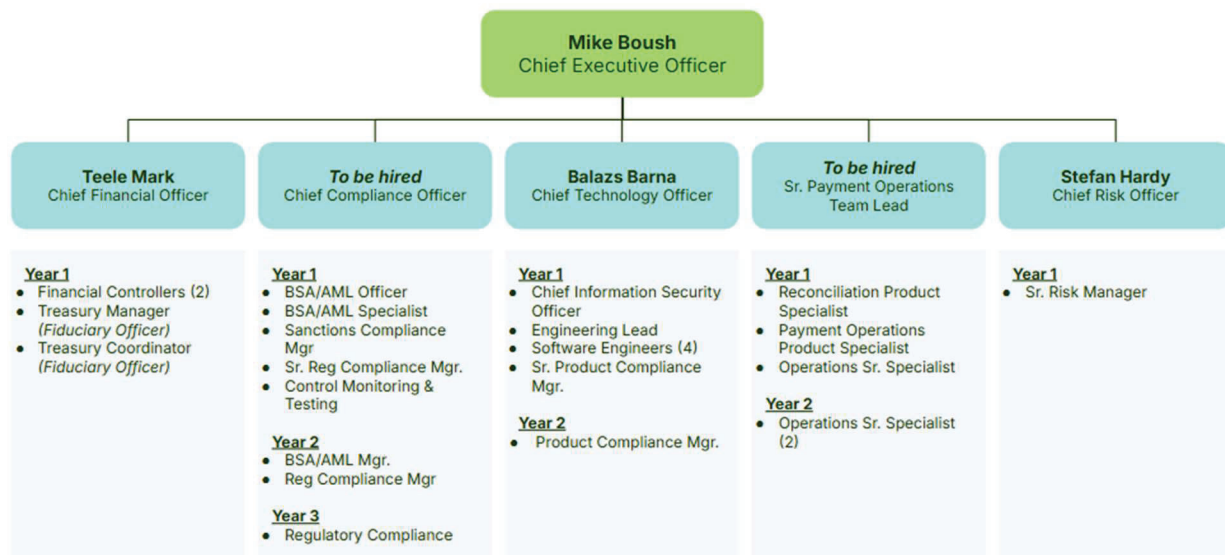 Mike Boush
Chief Executive Officer
Teele Mark
Chief Financial Officer
To be hired
Chief Compliance Officer
Balazs Barna
Chief Technology Officer
To be hired
Sr. Payment Operations
Team Lead
Stefan Hardy
Chief Risk Officer
Year 1
● Financial Controllers (2)
● Treasury Manager
(Fiduciary Officer)
● Treasury Coordinator
(Fiduciary Officer)
Year 1
● BSA/AML Officer
● BSA/AML Specialist
● Sanctions Compliance
Mgr
● Sr. Reg Compliance Mgr.
● Control Monitoring &
Testing
Year 2
● BSA/AML Mgr.
● Reg Compliance Mgr
Year 3
● Regulatory Compliance
Year 1
● Chief Information Security
Officer
● Engineering Lead
● Software Engineers (4)
● Sr. Product Compliance
Mgr.
Year 2
● Product Compliance Mgr.
Year 1
● Reconciliation Product
Specialist
● Payment Operations
Product Specialist
● Operations Sr. Specialist
Year 2
● Operations Sr. Specialist
(2)
Year 1
● Sr. Risk Manager